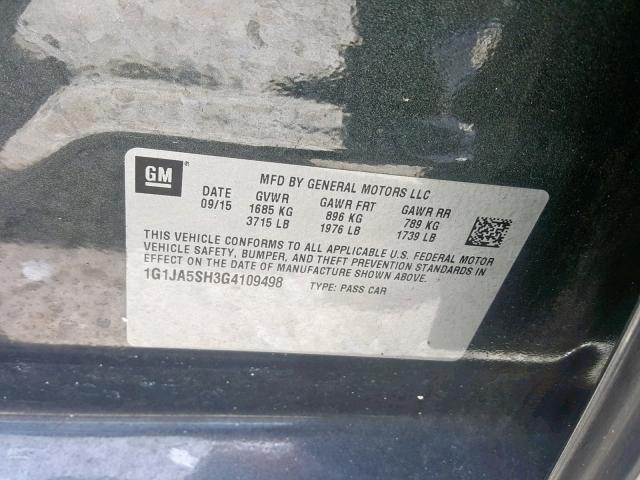 GM ®
MFD BY GENERAL MOTORS LLC
DATE GVWR GAWR FRT GAWR RR
09/15 1685 KG 896 KG 789 KG
3715 LB 1976 LB 1739 LB
THIS VEHICLE CONFORMS TO ALL APPLICABLE U.S. FEDERAL MOTOR
VEHICLE SAFETY, BUMPER, AND THEFT PREVENTION STANDARDS IN
EFFECT ON THE DATE OF MANUFACTURE SHOWN ABOVE.
1G1JA5SH3G4109498 TYPE: PASS CAR